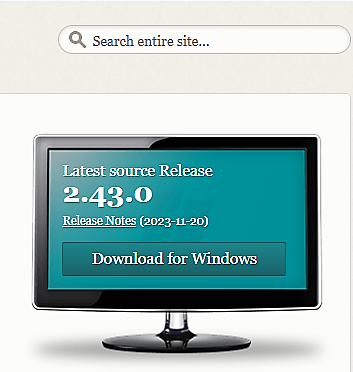 Search entire site...
Latest source Release
2.43.0
Release Notes (2023-11-20)
Download for Windows